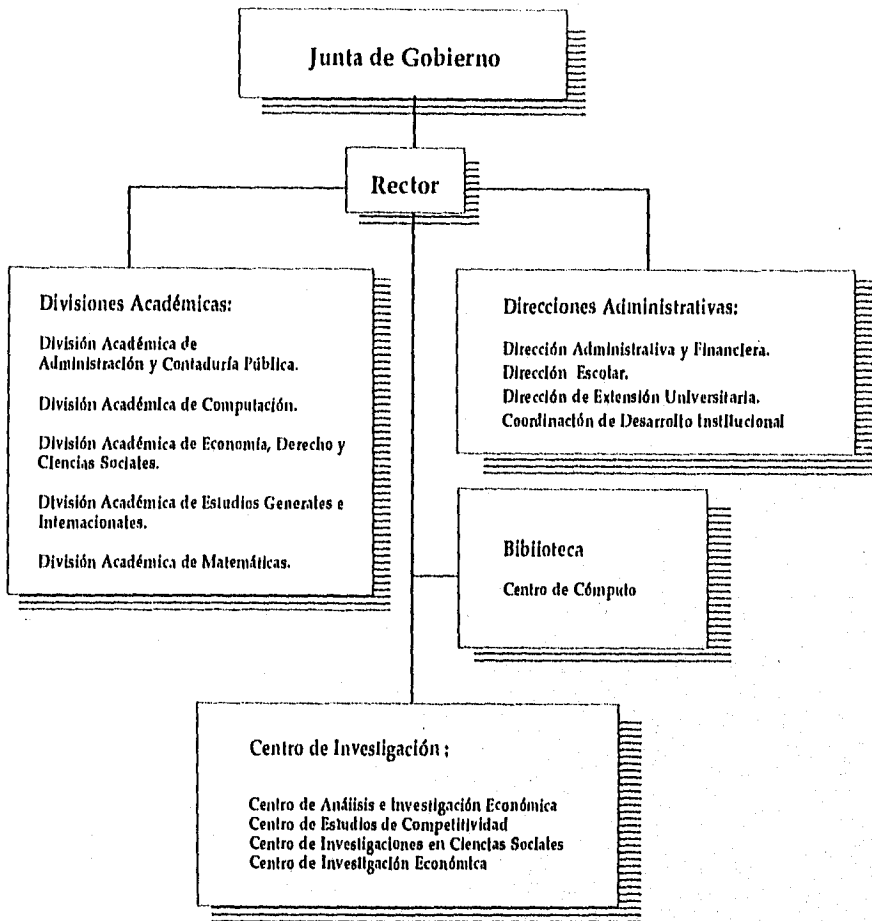 Junta de Gobierno
Rector
Divisiones Académicas:
División Académica de
Administración y Contaduría Pública.
División Académica de Computación.
División Académica de Economía, Derecho y
Ciencias Sociales.
División Académica de Estudios Generales e
Internacionales.
División Académica de Matemáticas.
Direcciones Administrativas:
Dirección Administrativa y Financiera.
Dirección Escolar.
Dirección de Extensión Universitaria.
Coordinación de Desarrollo Institucional
Biblioteca
Centro de Cómputo
Centro de Investigación :
Centro de Análisis e Investigación Económica
Centro de Estudios de Competitividad
Centro de Investigaciones en Ciencias Sociales
Centro de Investigación Económica